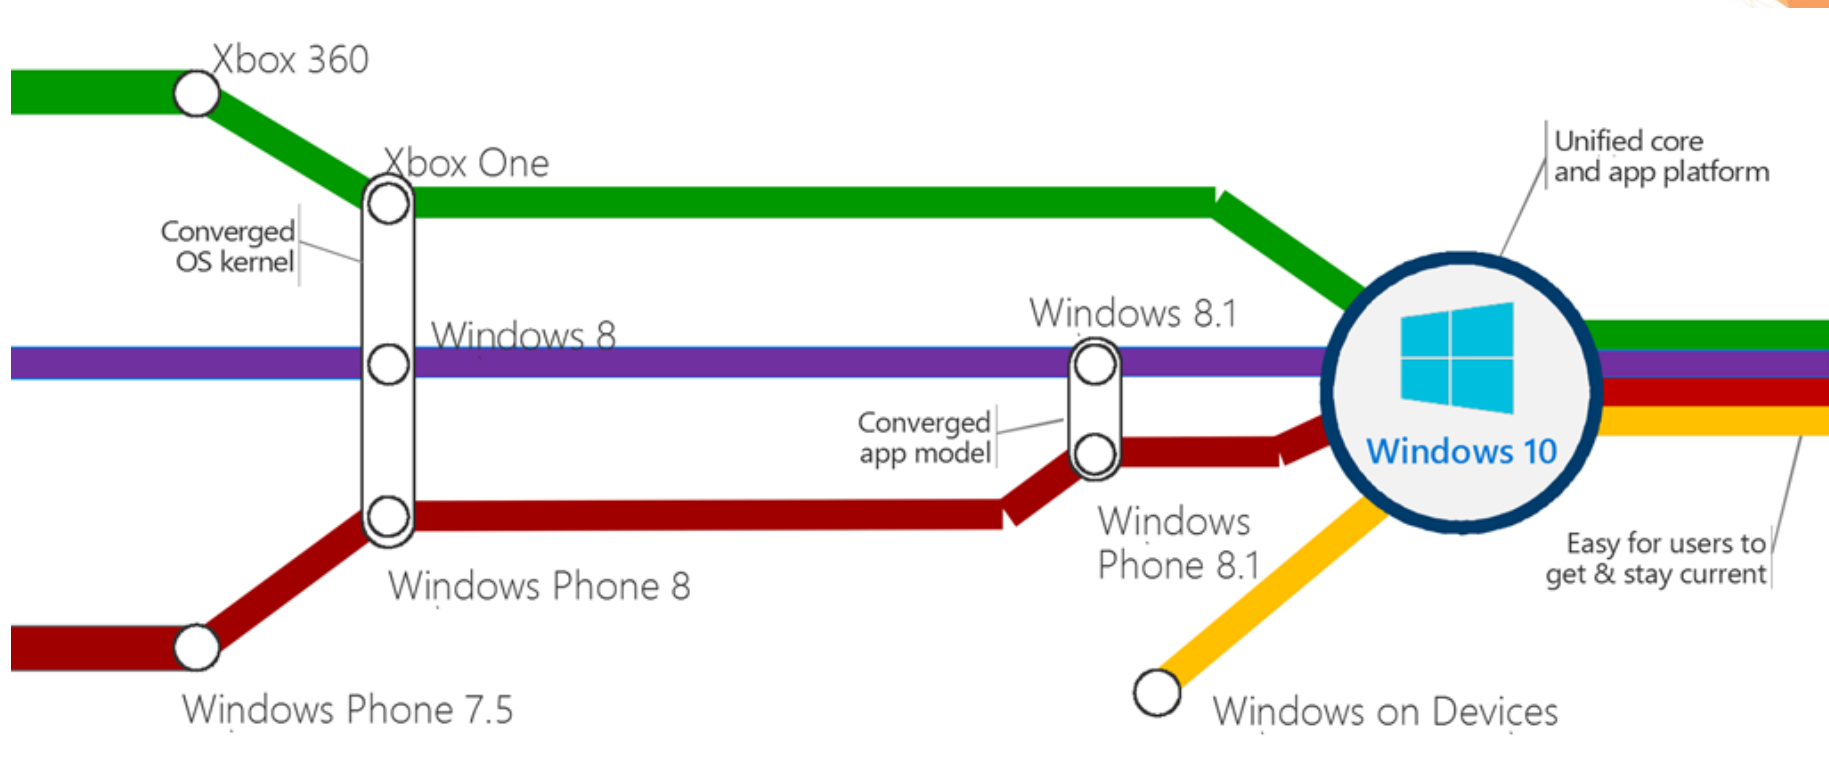 Xbox 360
Xbox One
Converged
OS kernel
Unified core
and app platform
Windows 8
Windows 8.1
Converged
app model
Windows 10
Windows
Phone 8.1
Easy for users to
get & stay current
Windows Phone 8
Windows Phone 7.5
Windows on Devices